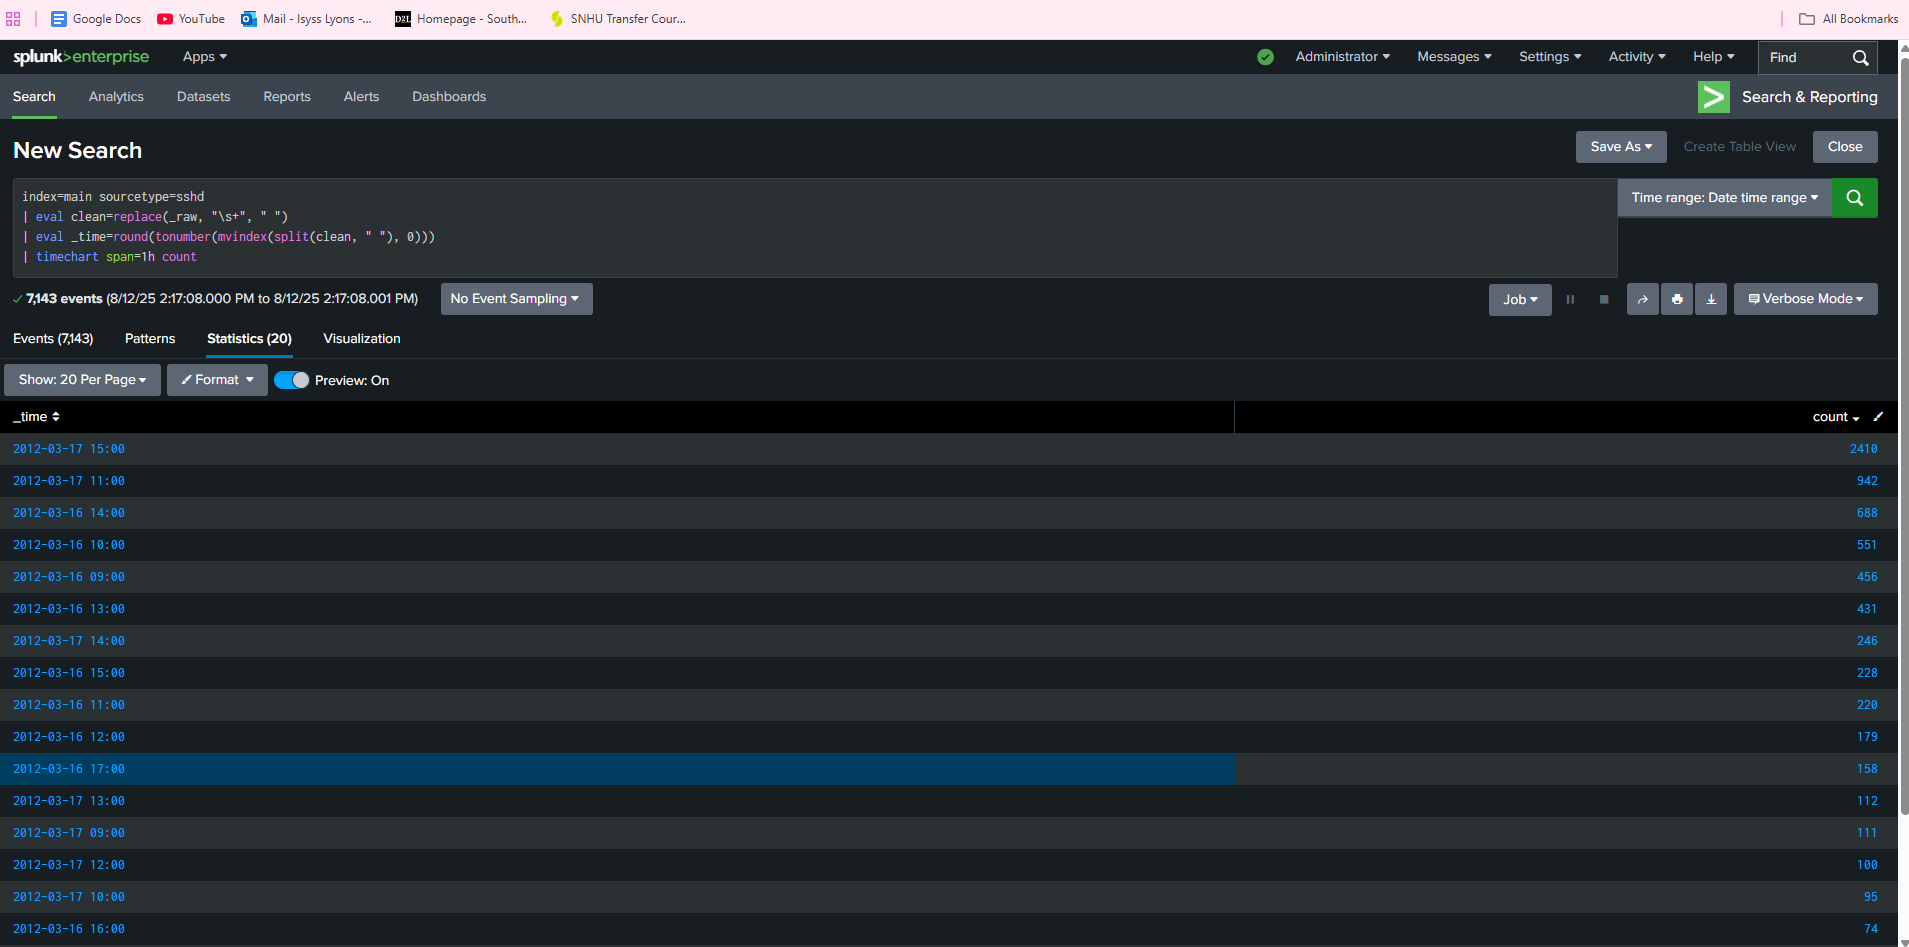 Google Docs YouTube Mail - Isyss Lyons -... D2L Homepage - South... SNHU Transfer Cour... All Bookmarks
splunk>enterprise Apps Administrator Messages Settings Activity Help Find
Search Analytics Datasets Reports Alerts Dashboards Search & Reporting
New Search Save As Create Table View Close
index=main sourcetype=sshd
| eval clean=replace(_raw, "\s+", " ")
| eval _time=round(tonumber(mvindex(split(clean, " "), 0)))
| timechart span=1h count
Time range: Date time range
7,143 events (8/12/25 2:17:08.000 PM to 8/12/25 2:17:08.001 PM) No Event Sampling Job Verbose Mode
Events (7,143) Patterns Statistics (20) Visualization
Show: 20 Per Page Format Preview: On
_time count
2012-03-17 15:00 2410
2012-03-17 11:00 942
2012-03-16 14:00 688
2012-03-16 10:00 551
2012-03-16 09:00 456
2012-03-16 13:00 431
2012-03-17 14:00 246
2012-03-16 15:00 228
2012-03-16 11:00 220
2012-03-16 12:00 179
2012-03-16 17:00 158
2012-03-17 13:00 112
2012-03-17 09:00 111
2012-03-17 12:00 100
2012-03-17 10:00 95
2012-03-16 16:00 74